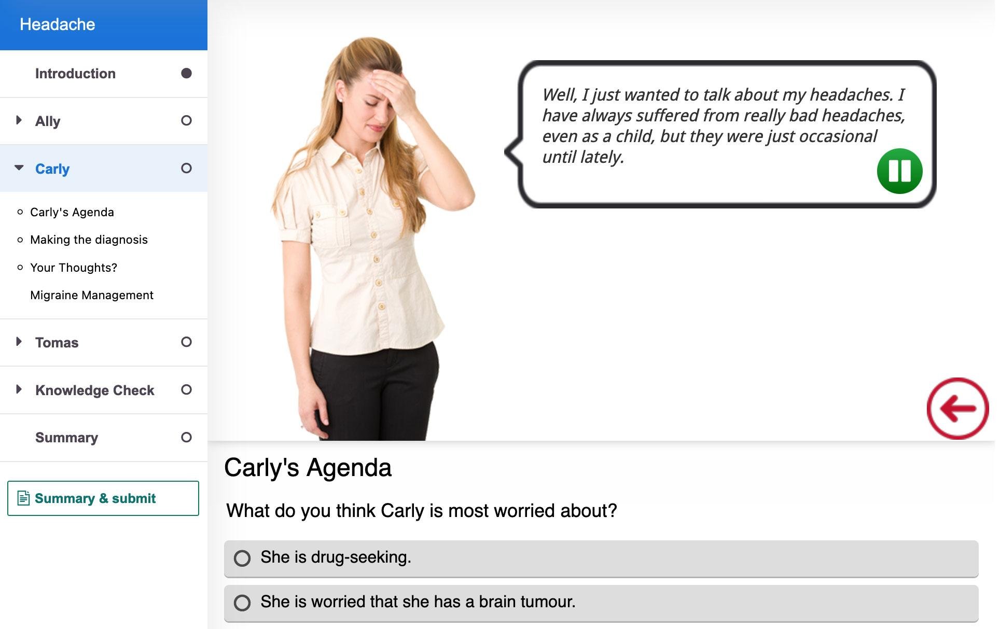 Headache
Introduction
Ally
Carly
Carly's Agenda
Making the diagnosis
Your Thoughts?
Migraine Management
Tomas
Knowledge Check
Summary
Summary & submit
Well, I just wanted to talk about my headaches. I
have always suffered from really bad headaches,
even as a child, but they were just occasional
until lately.
Carly's Agenda
What do you think Carly is most worried about?
She is drug-seeking.
She is worried that she has a brain tumour.